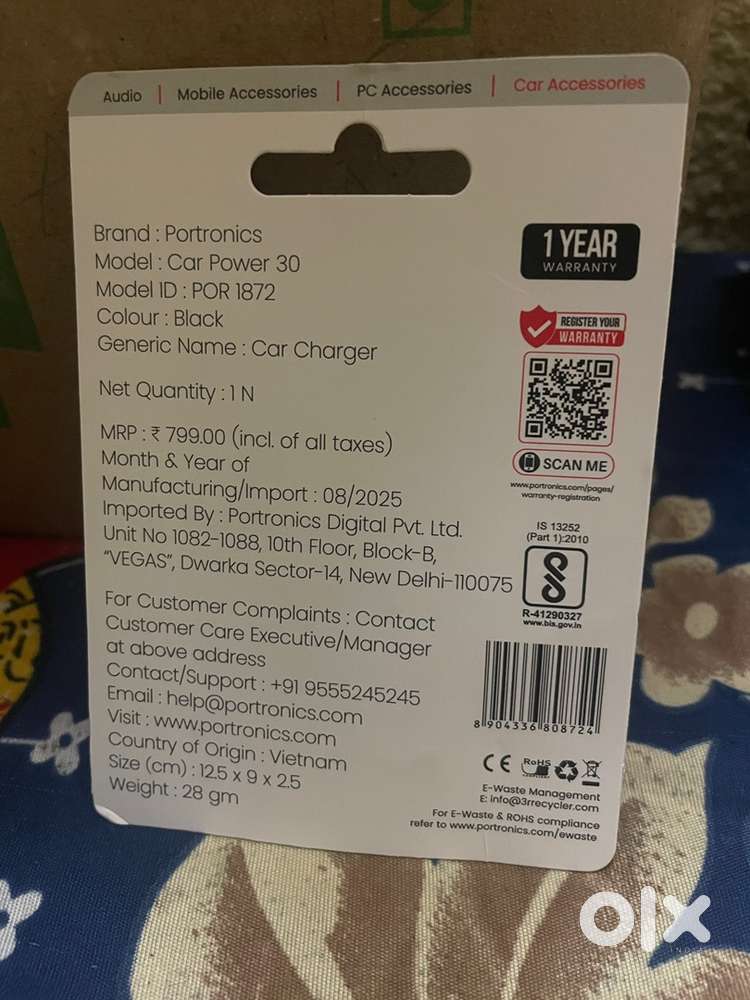 Audio | Mobile Accessories | PC Accessories | Car Accessories
Brand : Portronics
Model : Car Power 30
Model ID : POR 1872
Colour : Black
Generic Name : Car Charger
Net Quantity : 1 N
MRP : ₹ 799.00 (incl. of all taxes)
Month & Year of
Manufacturing/Import : 08/2025
Imported By : Portronics Digital Pvt. Ltd.
Unit No 1082-1088, 10th Floor, Block-B,
"VEGAS", Dwarka Sector-14, New Delhi-110075
For Customer Complaints : Contact
Customer Care Executive/Manager
at above address
Contact/Support : +91 9555245245
Email : help@portronics.com
Visit : www.portronics.com
Country of Origin : Vietnam
Size (cm) : 12.5 x 9 x 2.5
Weight : 28 gm
1 YEAR
WARRANTY
REGISTER YOUR
WARRANTY
SCAN ME
www.portronics.com/pages/
warranty-registration
IS 13252
(Part 1):2010
R-41290327
www.bis.gov.in
8 904336 808724
CE RoHS
E-Waste Management
E: info@3rrecycler.com
For E-Waste & ROHS compliance
refer to www.portronics.com/ewaste
olx
INDIA